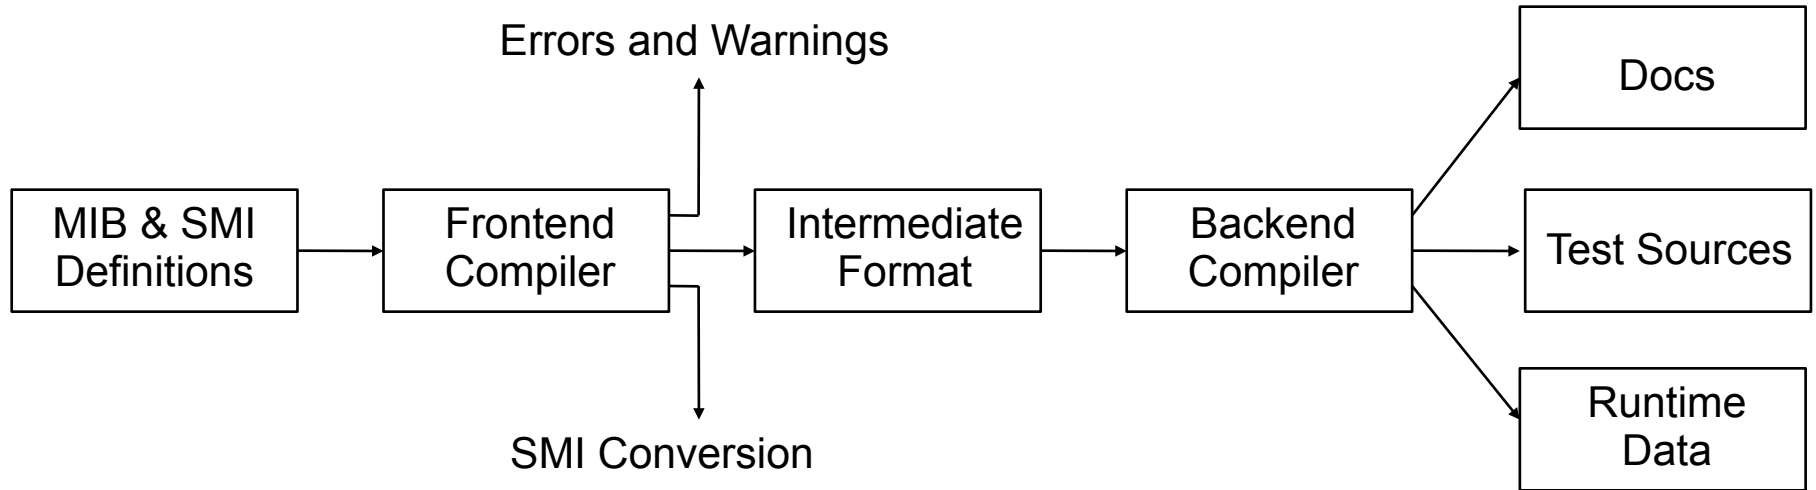 Errors and Warnings
Docs
MIB & SMI
Definitions
Frontend
Compiler
Intermediate
Format
Backend
Compiler
Test Sources
SMI Conversion
Runtime
Data